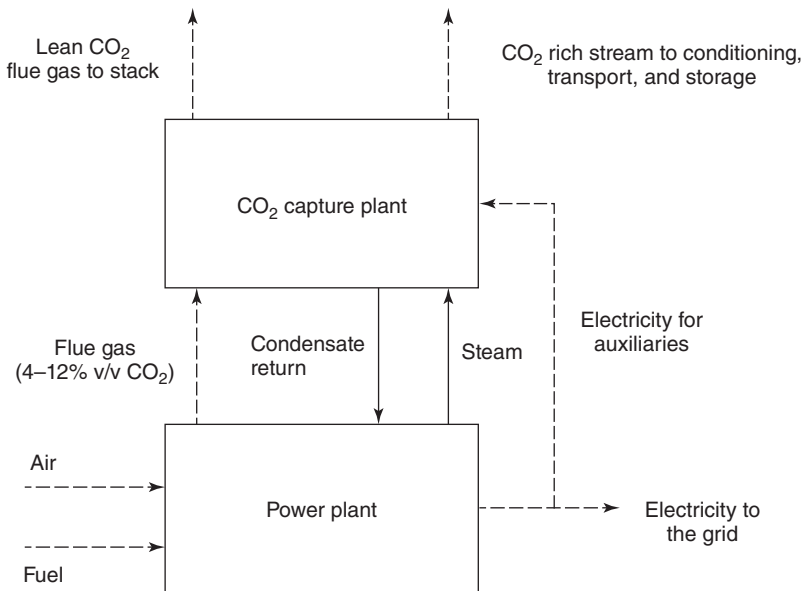 Lean CO₂
flue gas to stack
CO₂ rich stream to conditioning,
transport, and storage
CO₂ capture plant
Flue gas
(4–12% v/v CO₂)
Condensate
return
Steam
Electricity for
auxiliaries
Air
Fuel
Power plant
Electricity to
the grid